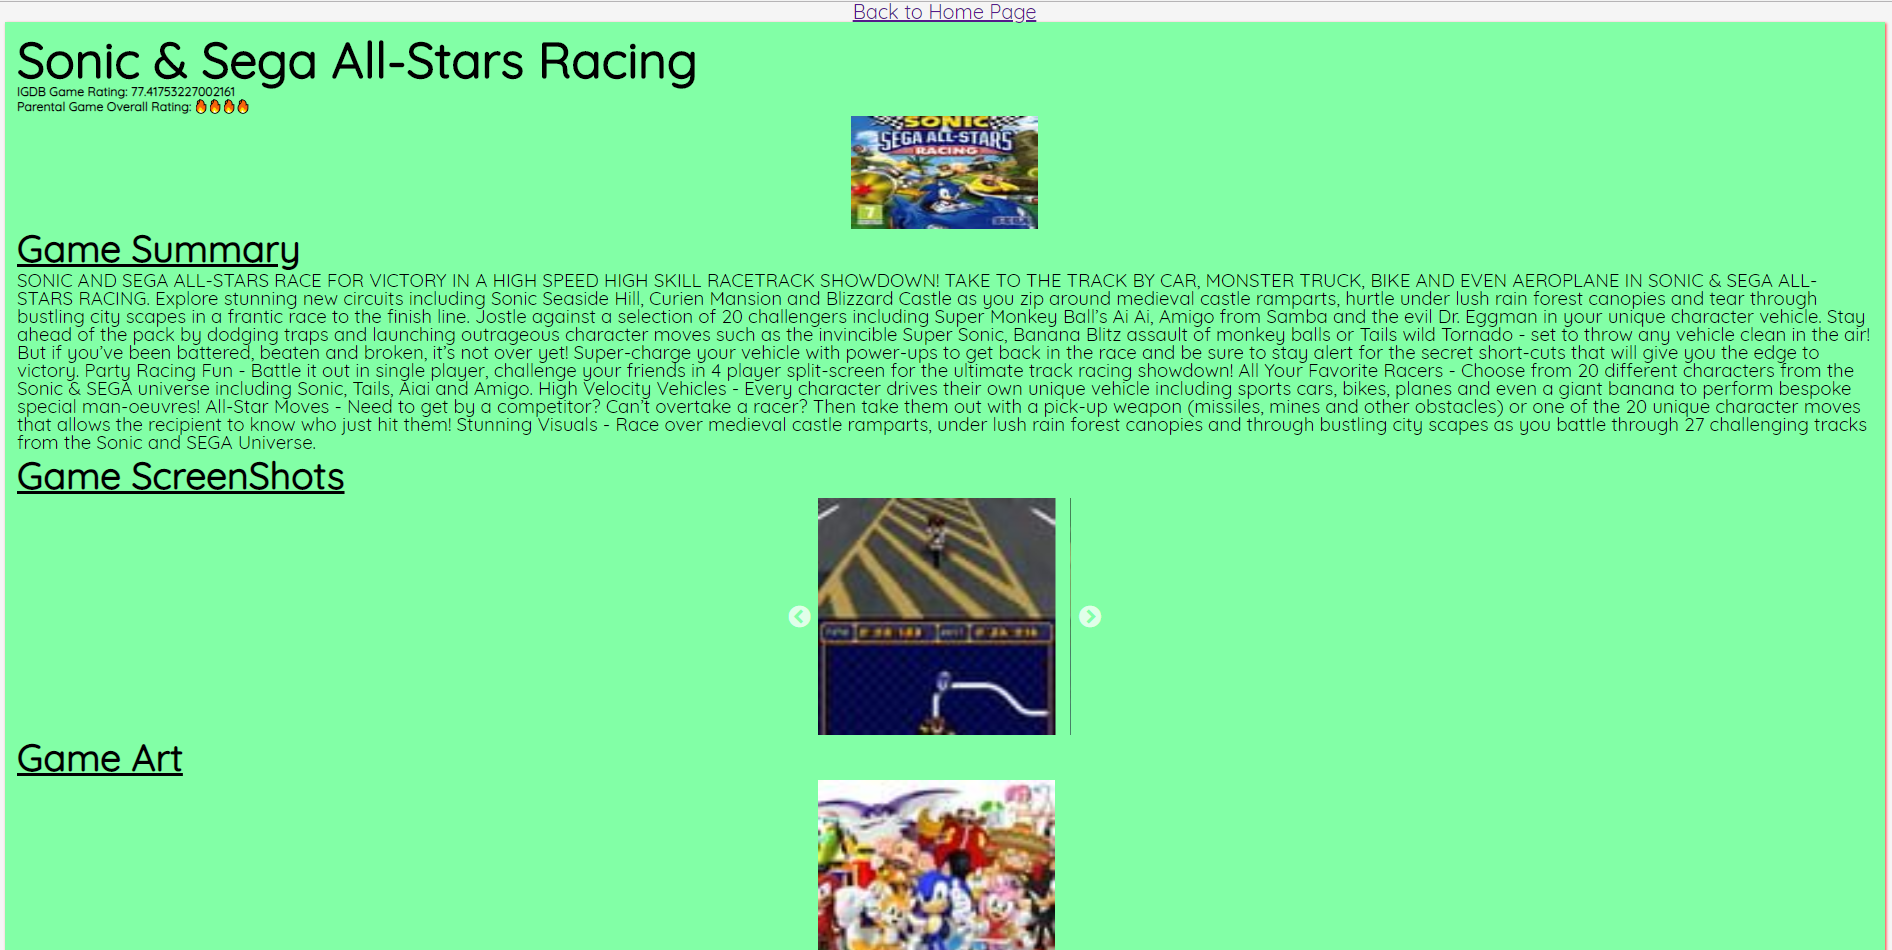 Back to Home Page
Sonic & Sega All-Stars Racing
IGDB Game Rating: 77.41753227002161
Parental Game Overall Rating: 🔥🔥🔥🔥
SONIC
SEGA ALL-STARS
RACING
7
SEGA
Game Summary
SONIC AND SEGA ALL-STARS RACE FOR VICTORY IN A HIGH SPEED HIGH SKILL RACETRACK SHOWDOWN! TAKE TO THE TRACK BY CAR, MONSTER TRUCK, BIKE AND EVEN AEROPLANE IN SONIC & SEGA ALL-
STARS RACING. Explore stunning new circuits including Sonic Seaside Hill, Curien Mansion and Blizzard Castle as you zip around medieval castle ramparts, hurtle under lush rain forest canopies and tear through
bustling city scapes in a frantic race to the finish line. Jostle against a selection of 20 challengers including Super Monkey Ball’s Ai Ai, Amigo from Samba and the evil Dr. Eggman in your unique character vehicle. Stay
ahead of the pack by dodging traps and launching outrageous character moves such as the invincible Super Sonic, Banana Blitz assault of monkey balls or Tails wild Tornado - set to throw any vehicle clean in the air!
But if you’ve been battered, beaten and broken, it’s not over yet! Super-charge your vehicle with power-ups to get back in the race and be sure to stay alert for the secret short-cuts that will give you the edge to
victory. Party Racing Fun - Battle it out in single player, challenge your friends in 4 player split-screen for the ultimate track racing showdown! All Your Favorite Racers - Choose from 20 different characters from the
Sonic & SEGA universe including Sonic, Tails, Aiai and Amigo. High Velocity Vehicles - Every character drives their own unique vehicle including sports cars, bikes, planes and even a giant banana to perform bespoke
special man-oeuvres! All-Star Moves - Need to get by a competitor? Can’t overtake a racer? Then take them out with a pick-up weapon (missiles, mines and other obstacles) or one of the 20 unique character moves
that allows the recipient to know who just hit them! Stunning Visuals - Race over medieval castle ramparts, under lush rain forest canopies and through bustling city scapes as you battle through 27 challenging tracks
from the Sonic and SEGA Universe.
Game ScreenShots
Game Art